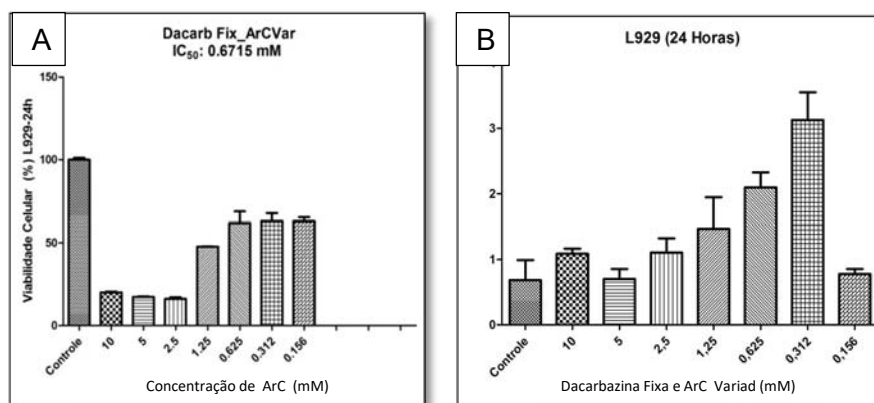 A
Dacarb Fix_ArCVar
IC50: 0.6715 mM
Viabilidade Celular (%) L929-24h
150
100
50
0
Controle
10
5
2.5
1.25
0.625
0.312
0.156
Concentração de ArC (mM)
B
L929 (24 Horas)
3
2
1
0
Controle
10
5
2,5
1,25
0,625
0,312
0,156
Dacarbazina Fixa e ArC Variad (mM)